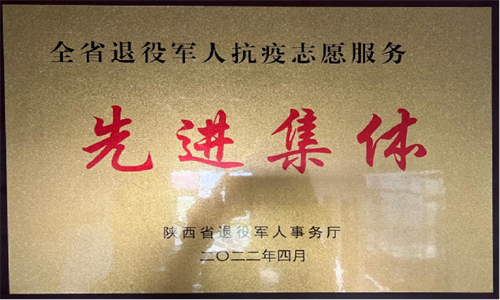 全省退役军人抗疫志愿服务
先进集体
陕西省退役军人事务厅
二〇二二年四月